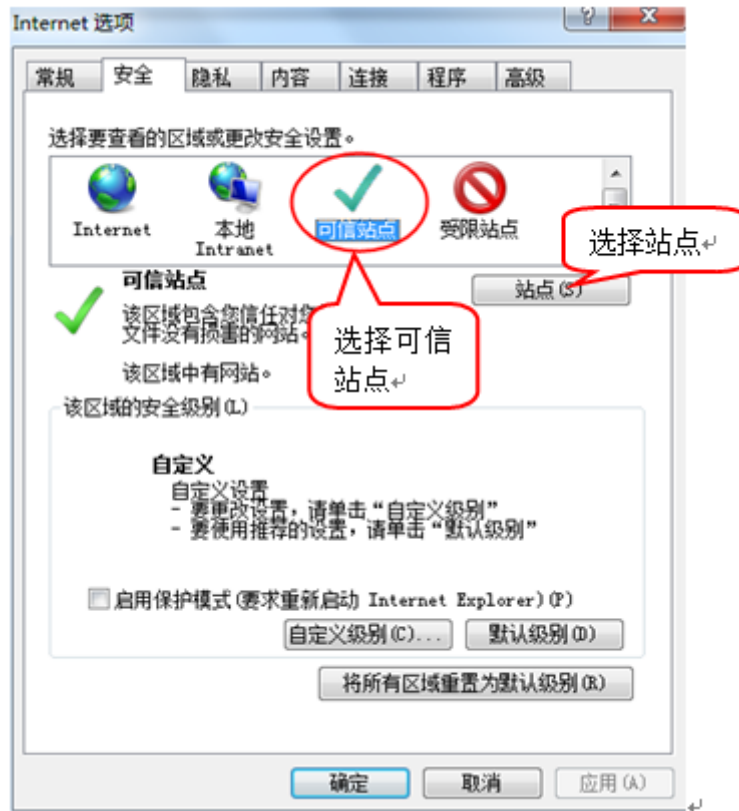 Internet 选项
常规 安全 隐私 内容 连接 程序 高级
选择要查看的区域或更改安全设置。
Internet
本地
Intranet
可信站点
受限站点
选择站点
可信站点
站点(S)
该区域包含您信任对您
文件没有损害的网站。
该区域中有网站。
选择可信
站点
该区域的安全级别(L)
自定义
自定义设置
- 要更改设置，请单击“自定义级别”
- 要使用推荐的设置，请单击“默认级别”
启用保护模式(要求重新启动 Internet Explorer)(P)
自定义级别(C)... 默认级别(D)
将所有区域重置为默认级别(R)
确定 取消 应用(A)